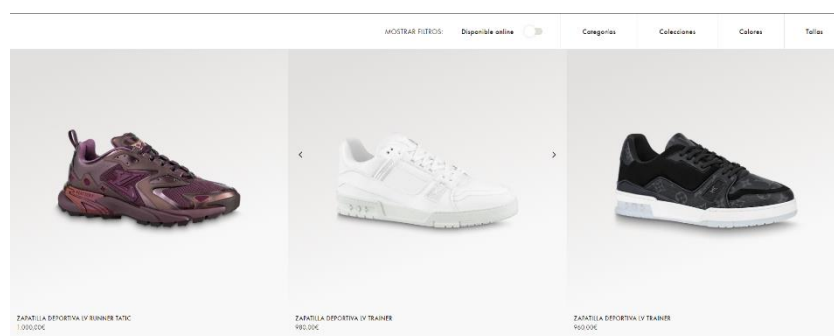 MOSTRAR FILTROS: Disponible online Categorías Colecciones Colores Tallas
ZAPATILLA DEPORTIVA LV RUNNER TATIC
1.000,00€
ZAPATILLA DEPORTIVA LV TRAINER
980,00€
ZAPATILLA DEPORTIVA LV TRAINER
960,00€